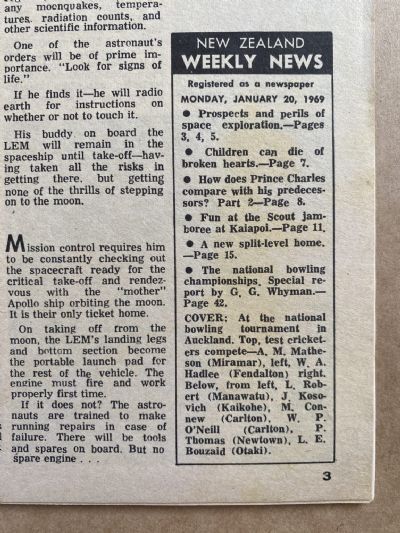 any moonquakes, tempera-
tures, radiation counts, and
other scientific information.
One of the astronaut's
orders will be of prime im-
portance. "Look for signs of
life."
If he finds it—he will radio
earth for instructions on
whether or not to touch it.
His buddy on board the
LEM will remain in the
spaceship until take-off—hav-
ing taken all the risks in
getting there, but getting
none of the thrills of stepping
on to the moon.
Mission control requires him
to be constantly checking out
the spacecraft ready for the
critical take-off and rendez-
vous with the "mother"
Apollo ship orbiting the moon.
It is their only ticket home.
On taking off from the
moon, the LEM's landing legs
and bottom section become
the portable launch pad for
the rest of the vehicle. The
engine must fire and work
properly first time.
If it does not? The astro-
nauts are trained to make
running repairs in case of
failure. There will be tools
and spares on board. But no
spare engine . . .
NEW ZEALAND
WEEKLY NEWS
Registered as a newspaper
MONDAY, JANUARY 20, 1969
● Prospects and perils of
space exploration.—Pages
3, 4, 5.
● Children can die of
broken hearts.—Page 7.
● How does Prince Charles
compare with his predeces-
sors? Part 2—Page 8.
● Fun at the Scout jam-
boree at Kaiapoi.—Page 11.
● A new split-level home.
—Page 15.
● The national bowling
championships. Special re-
port by G. G. Whyman.—
Page 42.
COVER: At the national
bowling tournament in
Auckland. Top, test cricket-
ers compete—A. M. Mathe-
son (Miramar), left, W. A.
Hadlee (Fendalton) right.
Below, from left, L. Rob-
ert (Manawatu), J. Koso-
vich (Kaikohe), M. Con-
new (Carlton), W. P.
O'Neill (Carlton), P.
Thomas (Newtown), L. E.
Bouzaid (Otaki).
3